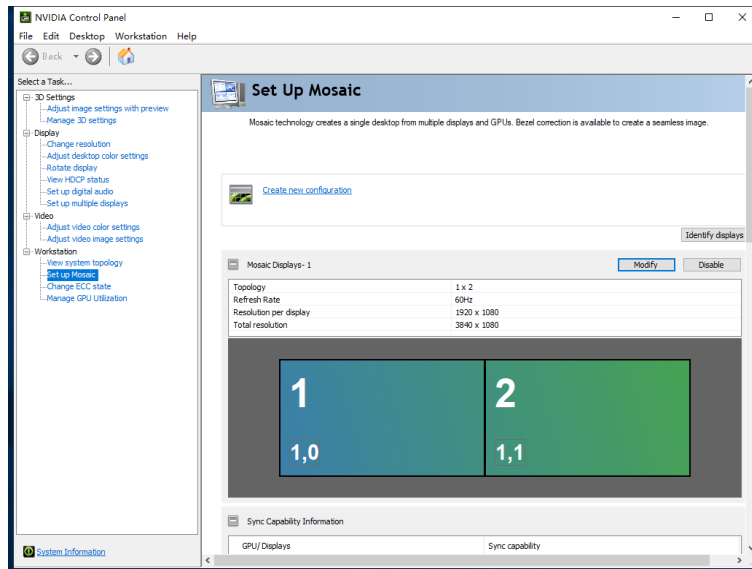 NVIDIA Control Panel
File Edit Desktop Workstation Help
Back
Select a Task...
3D Settings
Adjust image settings with preview
Manage 3D settings
Display
Change resolution
Adjust desktop color settings
Rotate display
View HDCP status
Set up digital audio
Set up multiple displays
Video
Adjust video color settings
Adjust video image settings
Workstation
View system topology
Set up Mosaic
Change ECC state
Manage GPU Utilization
System Information
Set Up Mosaic
Mosaic technology creates a single desktop from multiple displays and GPUs. Bezel correction is available to create a seamless image.
Create new configuration
Identify displays
Mosaic Displays- 1 Modify Disable
Topology 1 x 2
Refresh Rate 60Hz
Resolution per display 1920 x 1080
Total resolution 3840 x 1080
1 2
1,0 1,1
Sync Capability Information
GPU/Displays Sync capability